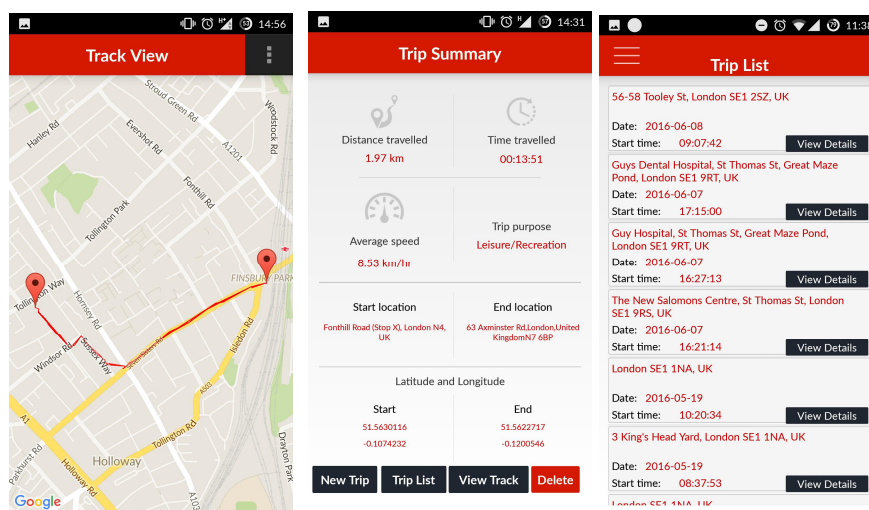 14:56
Track View
Stroud Green Rd
Woodstock Rd
Hanley Rd
Evershot Rd
A1201
Fonthill Rd
Tollington Park
FINSBURY PARK
Tollington Way
Hornsey Rd
Sussex Way
Windsor Rd
Seven Sisters Rd
Isledon Rd
A503
A1
Tollington Rd
Drayton Park
Parkhurst Rd
Holloway
Holloway Rd
A103
Google
H
57
14:31
Trip Summary
Distance travelled
1.97 km
Time travelled
00:13:51
Average speed
8.53 km/hr
Trip purpose
Leisure/Recreation
Start location
End location
Fonthill Road (Stop X), London N4,
UK
63 Axminster Rd,London,United
KingdomN7 6BP
Latitude and Longitude
Start
End
51.5630116
51.5622717
-0.1074232
-0.1200546
New Trip
Trip List
View Track
Delete
79
11:38
Trip List
56-58 Tooley St, London SE1 2SZ, UK
Date: 2016-06-08
Start time: 09:07:42
View Details
Guys Dental Hospital, St Thomas St, Great Maze
Pond, London SE1 9RT, UK
Date: 2016-06-07
Start time: 17:15:00
View Details
Guy Hospital, St Thomas St, Great Maze Pond,
London SE1 9RT, UK
Date: 2016-06-07
Start time: 16:27:13
View Details
The New Salomons Centre, St Thomas St, London
SE1 9RS, UK
Date: 2016-06-07
Start time: 16:21:14
View Details
London SE1 1NA, UK
Date: 2016-05-19
Start time: 10:20:34
View Details
3 King's Head Yard, London SE1 1NA, UK
Date: 2016-05-19
Start time: 08:37:53
View Details
London SE1 1NA, UK